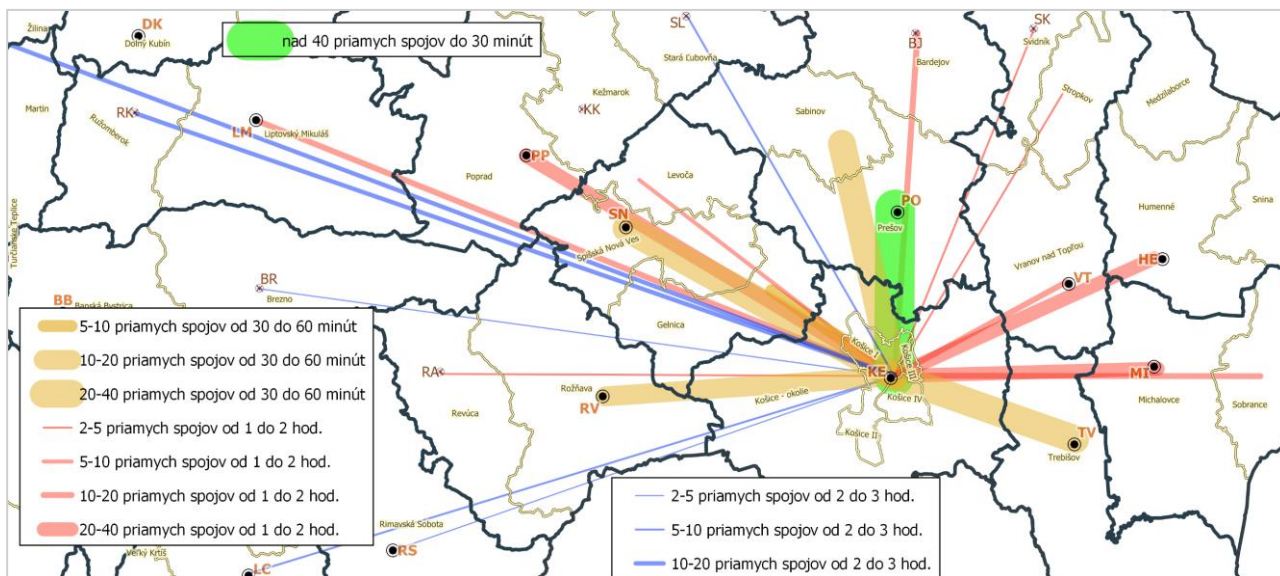 Žilina
DK
Dolný Kubín
nad 40 priamych spojov do 30 minút
SL
Stará Ľubovňa
BJ
Bardejov
SK
Svidník
Martin
RK
Ružomberok
LM
Liptovský Mikuláš
Kežmarok
KK
Sabinov
Stropkov
Medzilaborce
PP
Poprad
Levoča
SN
Spišská Nová Ves
PO
Prešov
Humenné
Snina
Turčianske Teplice
Vranov nad Topľou
VT
HE
BR
Brezno
BB
Banská Bystrica
Gelnica
Košice I
Košice III
KE
Košice IV
Košice II
Košice - okolie
RA
Revúca
Rožňava
RV
MI
Michalovce
Sobrance
TV
Trebišov
5-10 priamych spojov od 30 do 60 minút
10-20 priamych spojov od 30 do 60 minút
20-40 priamych spojov od 30 do 60 minút
2-5 priamych spojov od 1 do 2 hod.
5-10 priamych spojov od 1 do 2 hod.
10-20 priamych spojov od 1 do 2 hod.
20-40 priamych spojov od 1 do 2 hod.
Rimavská Sobota
RS
Veľký Krtíš
LC
2-5 priamych spojov od 2 do 3 hod.
5-10 priamych spojov od 2 do 3 hod.
10-20 priamych spojov od 2 do 3 hod.